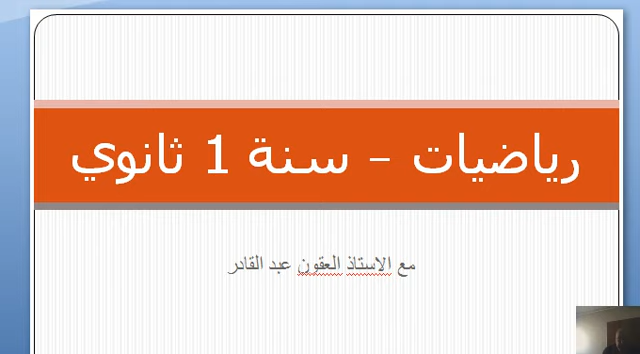 رياضيات – سنة 1 ثانوي
مع الاستاذ العقون عبد القادر